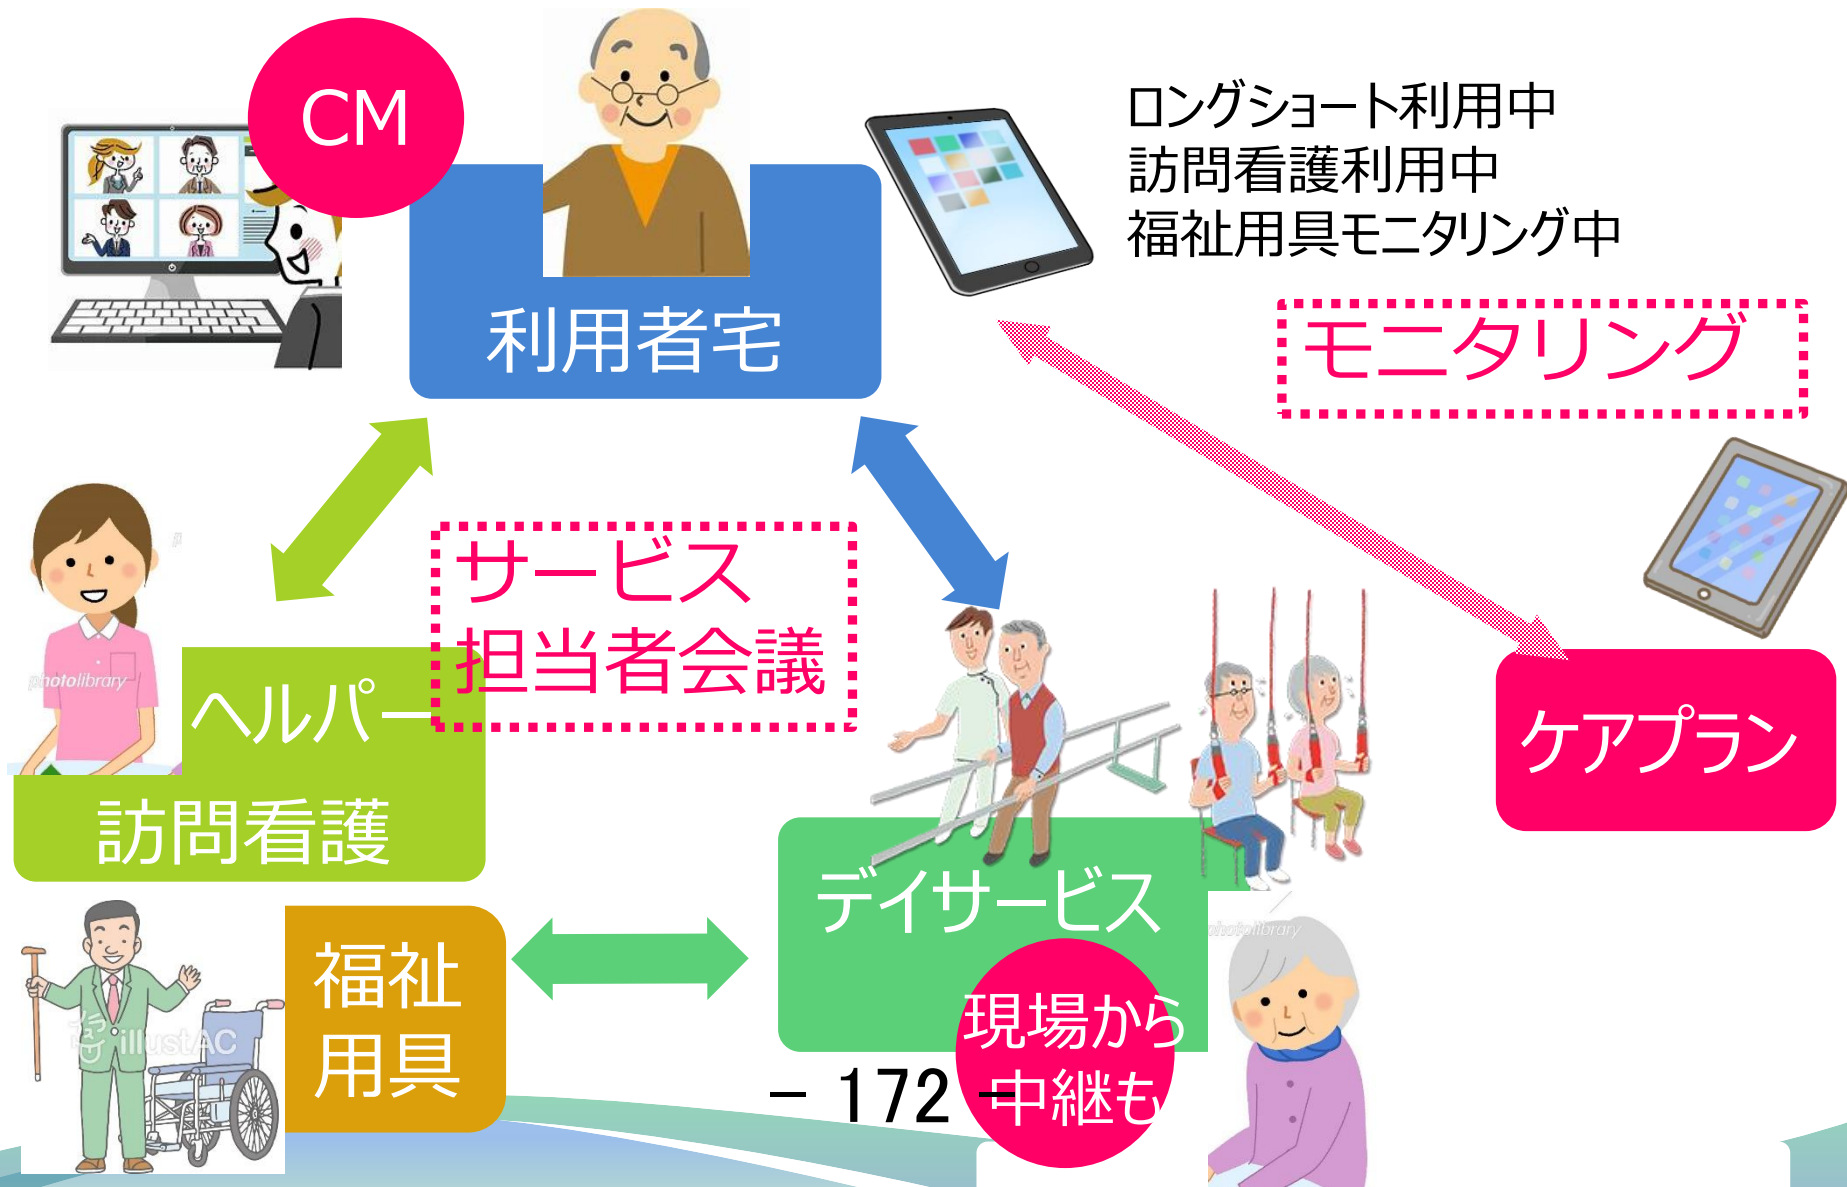 CM
ロングショート利用中
訪問看護利用中
福祉用具モニタリング中
利用者宅
モニタリング
サービス
担当者会議
photolibrary
ヘルパー
訪問看護
ケアプラン
デイサービス
photolibrary
福祉
用具
illustAC
現場から
中継も
- 172 -